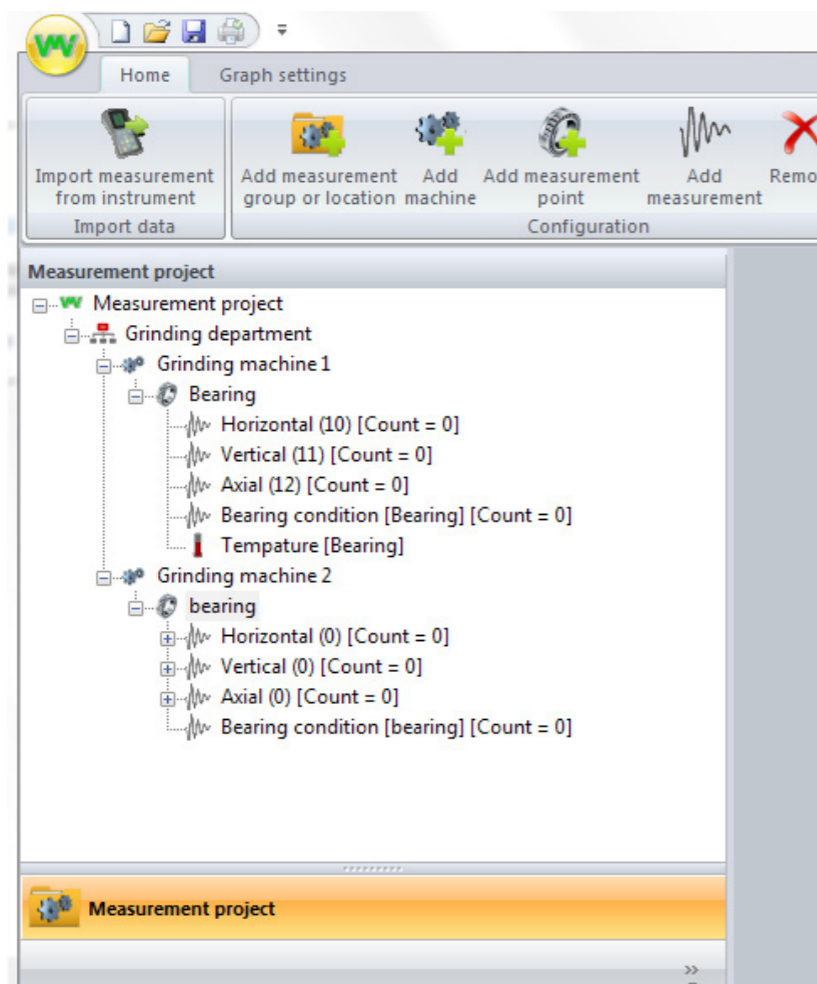 Home Graph settings
Import measurement from instrument
Add measurement group or location
Add machine
Add measurement point
Add measurement
Remo
Import data
Configuration
Measurement project
Measurement project
Grinding department
Grinding machine 1
Bearing
Horizontal (10) [Count = 0]
Vertical (11) [Count = 0]
Axial (12) [Count = 0]
Bearing condition [Bearing] [Count = 0]
Tempature [Bearing]
Grinding machine 2
bearing
Horizontal (0) [Count = 0]
Vertical (0) [Count = 0]
Axial (0) [Count = 0]
Bearing condition [bearing] [Count = 0]
Measurement project